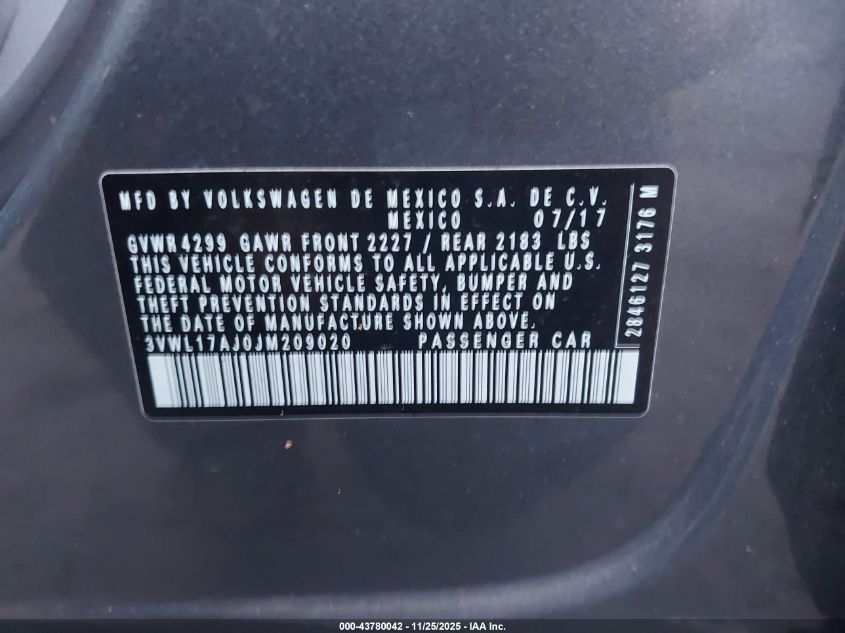 MFD BY VOLKSWAGEN DE MEXICO S.A. DE C.V.
MEXICO 07/17
GVWR 4299 GAWR FRONT 2227 / REAR 2183 LBS
THIS VEHICLE CONFORMS TO ALL APPLICABLE U.S.
FEDERAL MOTOR VEHICLE SAFETY, BUMPER AND
THEFT PREVENTION STANDARDS IN EFFECT ON
THE DATE OF MANUFACTURE SHOWN ABOVE.
3VWL17AJ0JM209020 PASSENGER CAR
2846127 3176 M
000-43780042 - 11/25/2025 - IAA Inc.